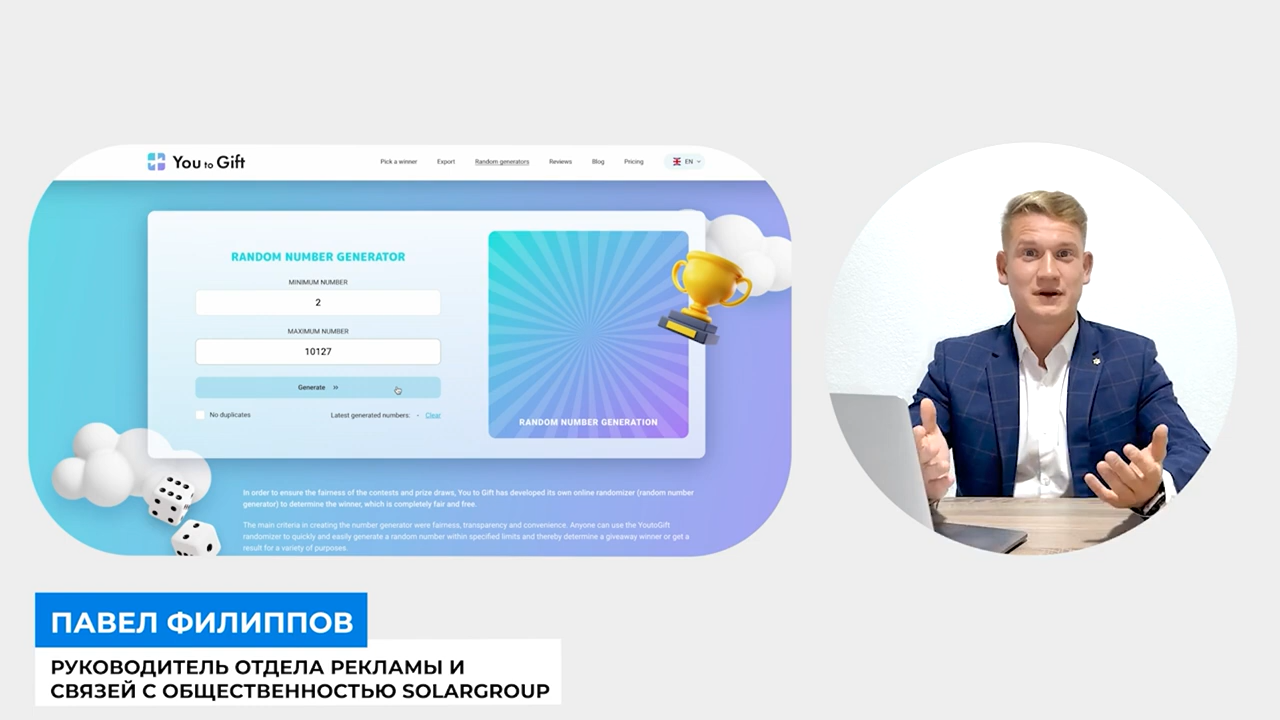 You to Gift
Pick a winner
Export
Random generators
Reviews
Blog
Pricing
EN
RANDOM NUMBER GENERATOR
MINIMUM NUMBER
2
MAXIMUM NUMBER
10127
Generate »
No duplicates
Latest generated numbers: -
Clear
RANDOM NUMBER GENERATION
In order to ensure the fairness of the contests and prize draws, You to Gift has developed its own online randomizer (random number
generator) to determine the winner, which is completely fair and free.
The main criteria in creating the number generator were fairness, transparency and convenience. Anyone can use the YoutoGift
randomizer to quickly and easily generate a random number within specified limits and thereby determine a giveaway winner or get a
result for a variety of purposes.
ПАВЕЛ ФИЛИППОВ
РУКОВОДИТЕЛЬ ОТДЕЛА РЕКЛАМЫ И
СВЯЗЕЙ С ОБЩЕСТВЕННОСТЬЮ SOLARGROUP